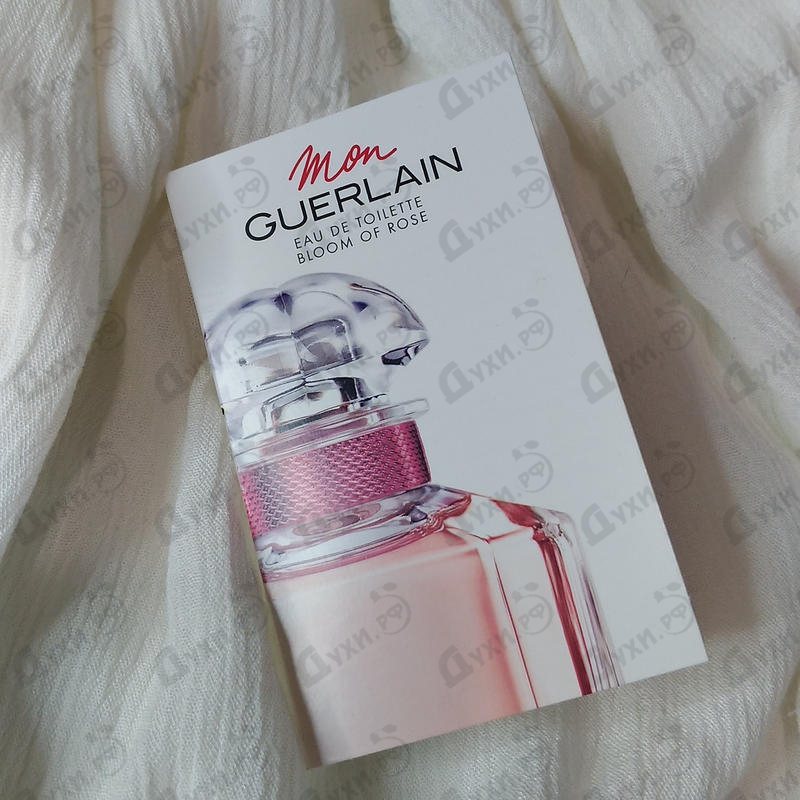 Mon
GUERLAIN
EAU DE TOILETTE
BLOOM OF ROSE
Духи.рф